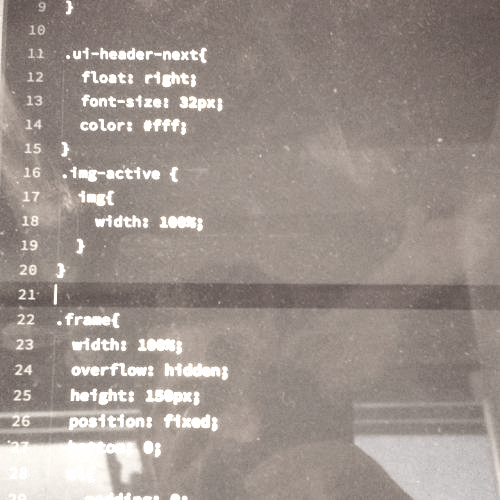 9 }
10
11 .ui-header-next{
12 float: right;
13 font-size: 32px;
14 color: #fff;
15 }
16 .img-active {
17 img{
18 width: 100%;
19 }
20 }
21
22 .frame{
23 width: 100%;
24 overflow: hidden;
25 height: 150px;
26 position: fixed;
27 bottom: 0;
28
29 padding: 0;